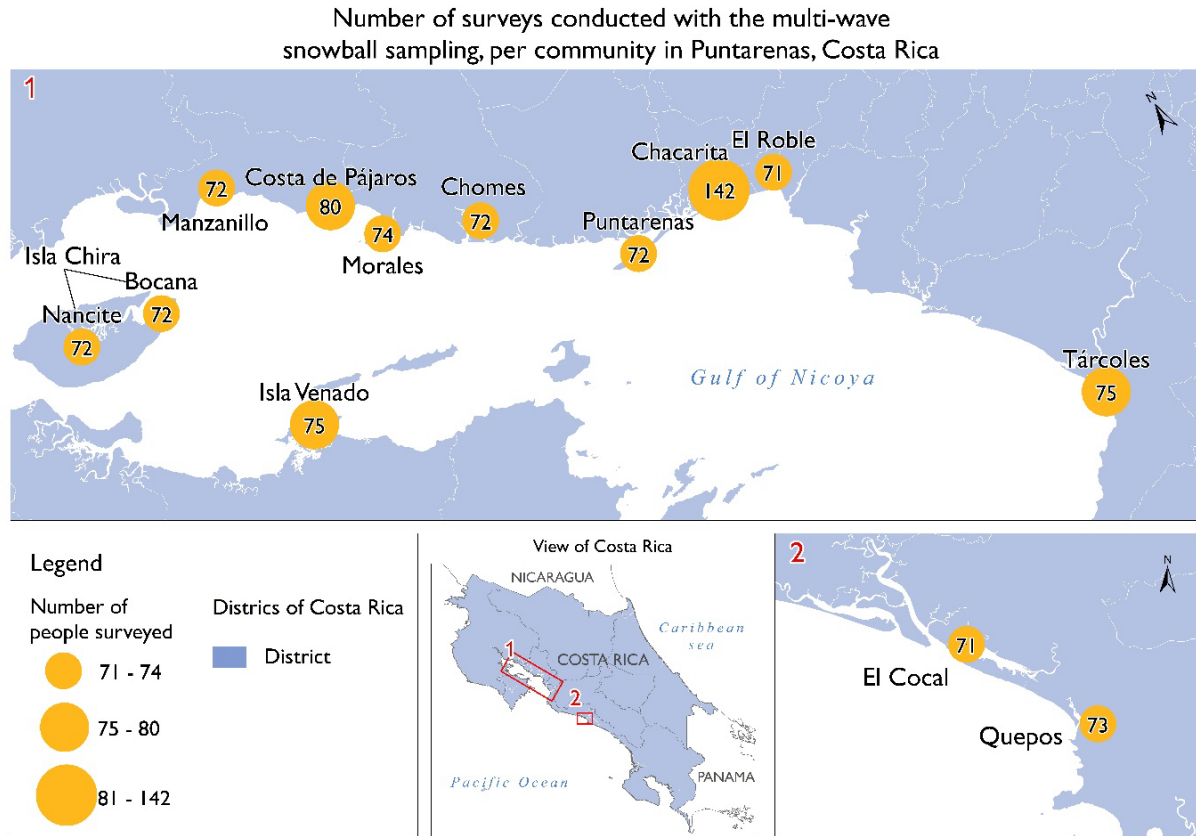 Number of surveys conducted with the multi-wave
snowball sampling, per community in Puntarenas, Costa Rica
1
N
El Roble
71
Chacarita
142
Costa de Pájaros
80
Chomes
72
72
Manzanillo
74
Morales
Puntarenas
72
Isla Chira
Bocana
72
Nancite
72
Isla Venado
75
Gulf of Nicoya
Tárcoles
75
Legend
Number of
people surveyed
71 - 74
75 - 80
81 - 142
Districs of Costa Rica
District
View of Costa Rica
NICARAGUA
Caribbean
sea
1
COSTA RICA
2
Pacific Ocean
PANAMA
2
N
71
El Cocal
73
Quepos